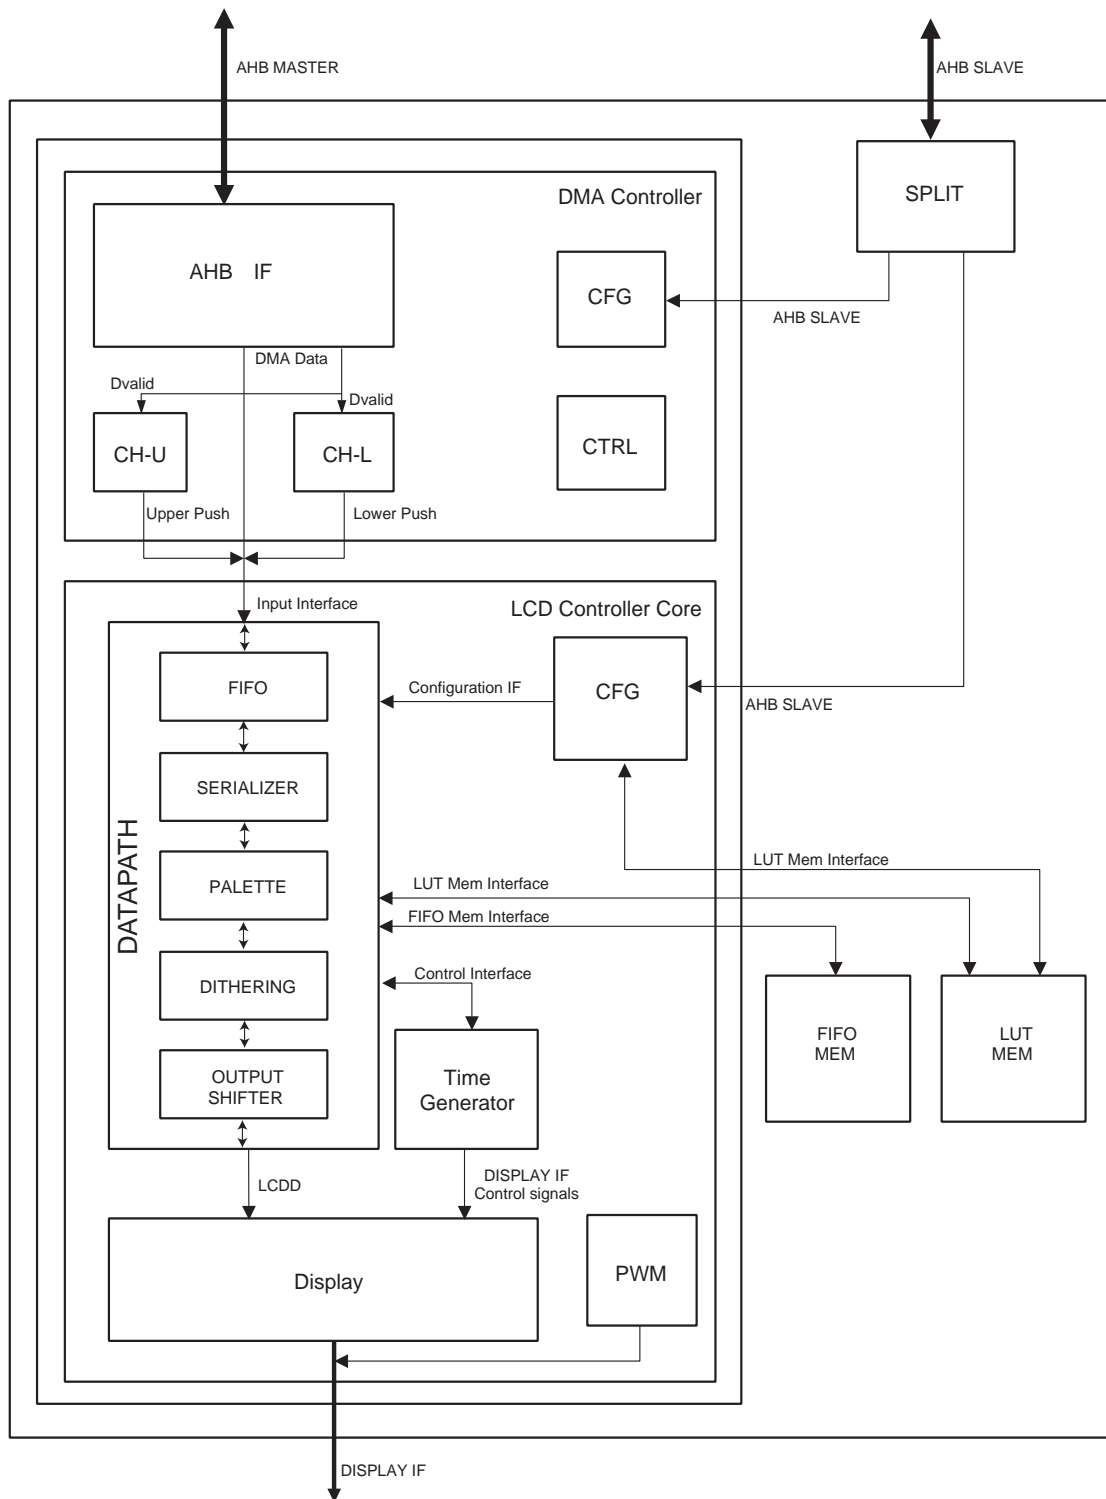 AHB MASTER
AHB SLAVE
DMA Controller
SPLIT
AHB IF
CFG
AHB SLAVE
DMA Data
Dvalid
Dvalid
CH-U
CH-L
CTRL
Upper Push
Lower Push
Input Interface
LCD Controller Core
FIFO
Configuration IF
CFG
AHB SLAVE
SERIALIZER
DATAPATH
PALETTE
LUT Mem Interface
LUT Mem Interface
FIFO Mem Interface
DITHERING
Control Interface
FIFO
MEM
LUT
MEM
OUTPUT
SHIFTER
Time
Generator
LCDD
DISPLAY IF
Control signals
Display
PWM
DISPLAY IF